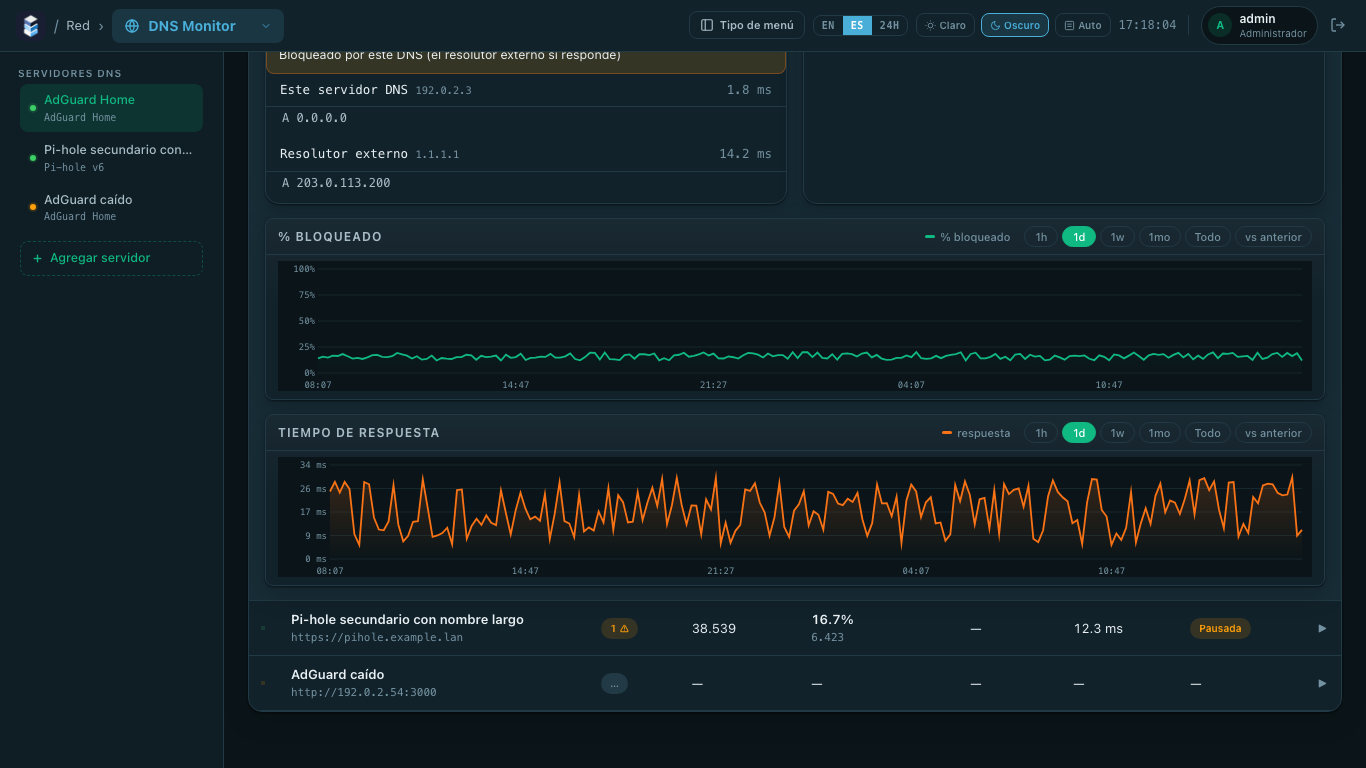 / Red › DNS Monitor
Tipo de menú
EN ES 24H
Claro
Oscuro
Auto
17:18:04
A
admin
Administrador
SERVIDORES DNS
AdGuard Home
AdGuard Home
Pi-hole secundario con...
Pi-hole v6
AdGuard caído
AdGuard Home
+ Agregar servidor
Bloqueado por este DNS (el resolutor externo sí responde)
Este servidor DNS 192.0.2.3 1.8 ms
A 0.0.0.0
Resolutor externo 1.1.1.1 14.2 ms
A 203.0.113.200
% BLOQUEADO
% bloqueado 1h 1d 1w 1mo Todo vs anterior
100%
75%
50%
25%
0%
08:07 14:47 21:27 04:07 10:47
TIEMPO DE RESPUESTA
respuesta 1h 1d 1w 1mo Todo vs anterior
34 ms
26 ms
17 ms
9 ms
0 ms
08:07 14:47 21:27 04:07 10:47
Pi-hole secundario con nombre largo
https://pihole.example.lan
1 ⚠ 38.539
16.7%
6.423
— 12.3 ms Pausada ▶
AdGuard caído
http://192.0.2.54:3000
… — — — — — ▶